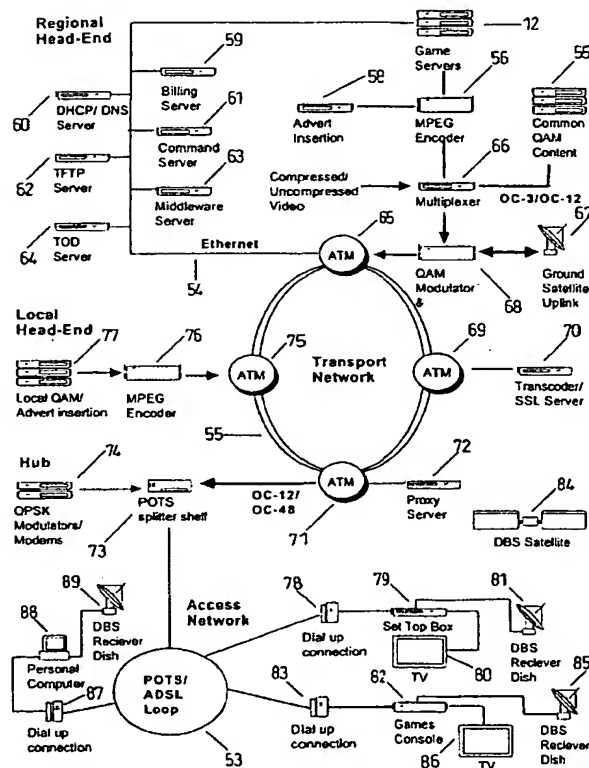 Regional
Head-End
59
Billing
Server
12
Game
Servers
56
55
58
Advert
Insertion
MPEG
Encoder
Common
QAM
Content
60
DHCP/ DNS
Server
61
Command
Server
66
62
TFTP
Server
63
Middleware
Server
Compressed/
Uncompressed
Video
Multiplexer
OC-3/OC-12
67
64
TOD
Server
65
Ethernet
54
ATM
QAM
Modulator
68
Ground
Satellite
Uplink
Local
Head-End
77
76
75
69
70
Local QAM/
Advert insertion
MPEG
Encoder
ATM
Transport
Network
ATM
Transcoder/
SSL Server
55
Hub
74
72
84
QPSK
Modulators/
Modems
POTS
splitter shelf
73
OC-12/
OC-48
ATM
71
Proxy
Server
DBS Satellite
89
88
DBS
Reciever
Dish
Personal
Computer
87
Dial up
connection
Access
Network
POTS/
ADSL
Loop
53
78
Dial up
connection
79
Set Top Box
TV
80
81
DBS
Reciever
Dish
83
Dial up
connection
82
Games
Console
86
TV
85
DBS
Reciever
Dish